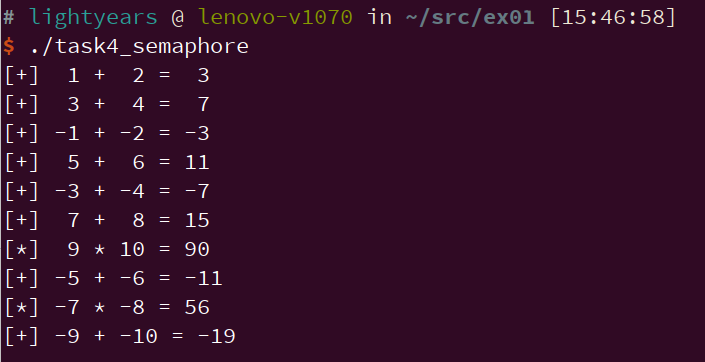 # lightyears @ lenovo-v1070 in ~/src/ex01 [15:46:58]
$ ./task4_semaphore
[+]  1 +  2 =  3
[+]  3 +  4 =  7
[+] -1 + -2 = -3
[+]  5 +  6 = 11
[+] -3 + -4 = -7
[+]  7 +  8 = 15
[*]  9 * 10 = 90
[+] -5 + -6 = -11
[*] -7 * -8 = 56
[+] -9 + -10 = -19